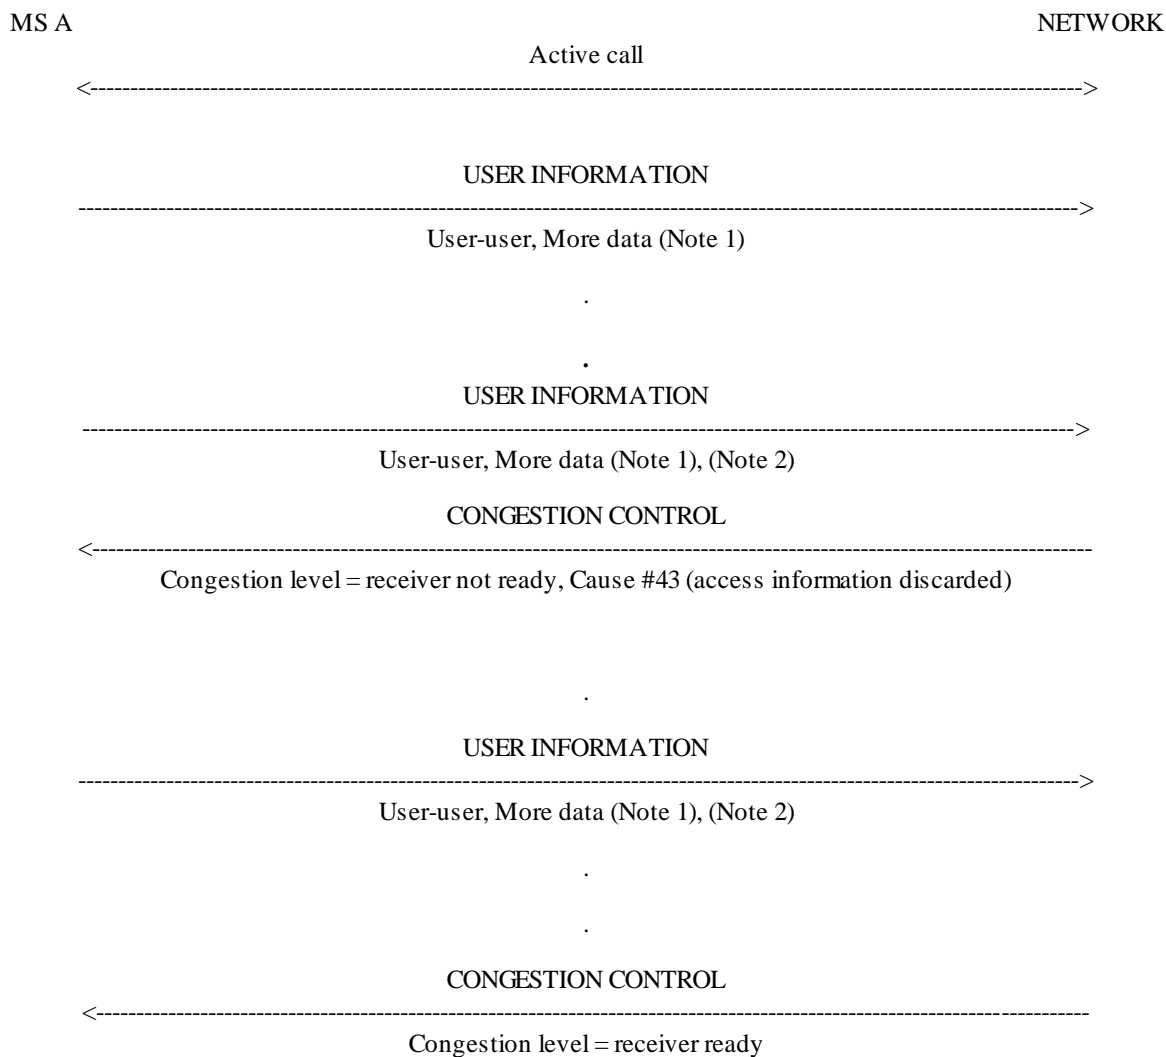 MS A NETWORK
Active call
<----------------------------------------------------------------------------------------------------------------------------->
USER INFORMATION
------------------------------------------------------------------------------------------------------------------------------>
User-user, More data (Note 1)
.
.
USER INFORMATION
------------------------------------------------------------------------------------------------------------------------------>
User-user, More data (Note 1), (Note 2)
CONGESTION CONTROL
<------------------------------------------------------------------------------------------------------------------------------
Congestion level = receiver not ready, Cause #43 (access information discarded)
.
USER INFORMATION
------------------------------------------------------------------------------------------------------------------------------>
User-user, More data (Note 1), (Note 2)
.
.
CONGESTION CONTROL
<------------------------------------------------------------------------------------------------------------------------------
Congestion level = receiver ready